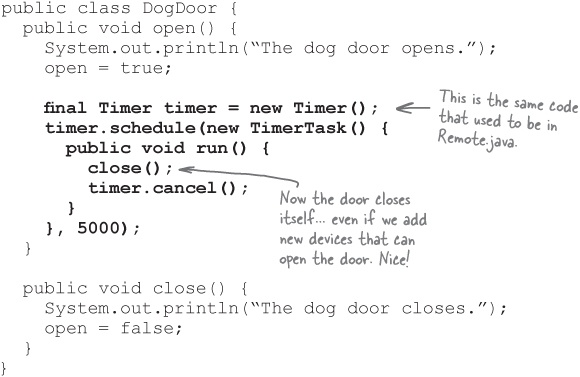 public class DogDoor {
public void open() {
System.out.println(“The dog door opens.”);
open = true;
final Timer timer = new Timer();
timer.schedule(new TimerTask() {
public void run() {
close();
timer.cancel();
}
}, 5000);
}
public void close() {
System.out.println(“The dog door closes.”);
open = false;
}
}
This is the same code
that used to be in
Remote.java.
Now the door closes
itself... even if we add
new devices that can
open the door. Nice!